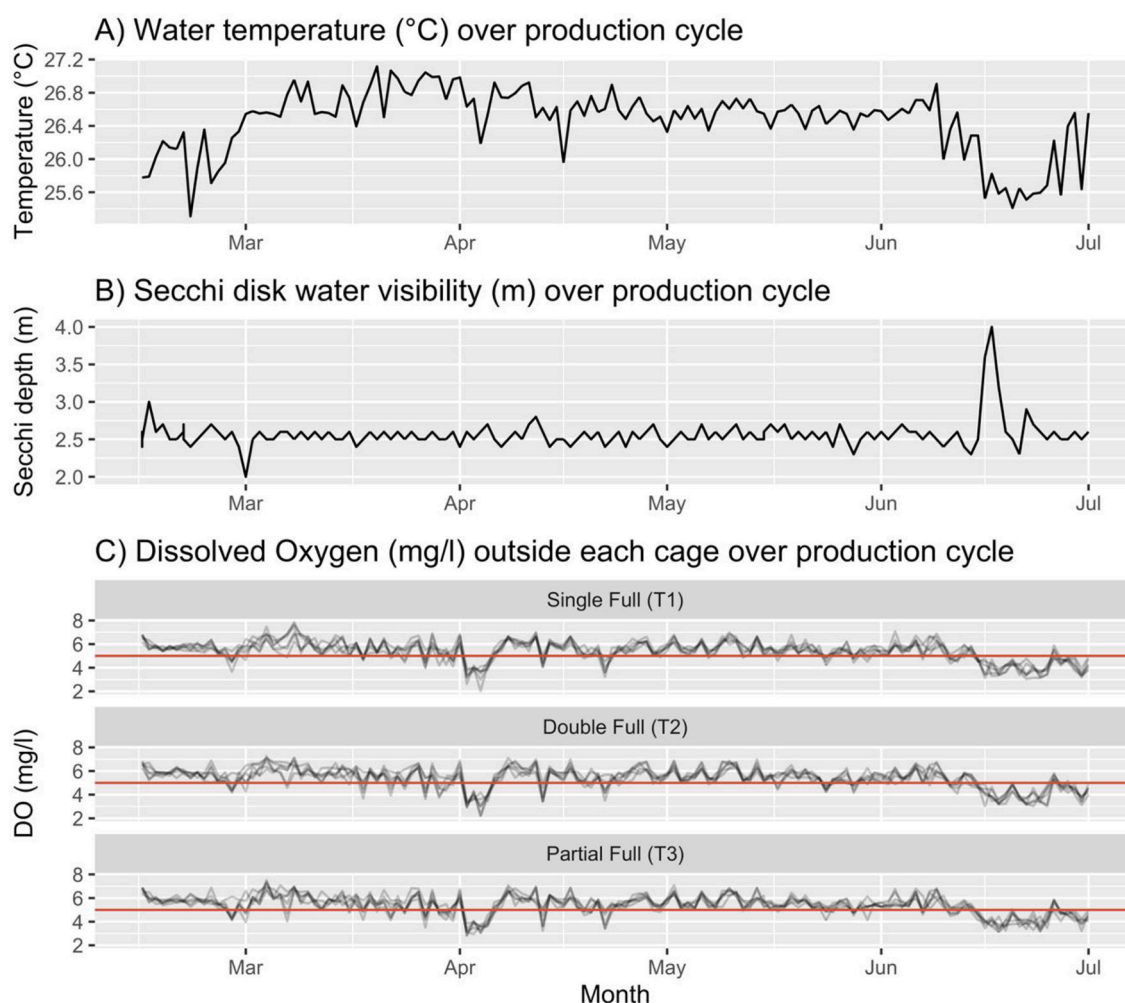 A) Water temperature (°C) over production cycle
Temperature (°C)
27.2
26.8
26.4
26.0
25.6
Mar Apr May Jun Jul
B) Secchi disk water visibility (m) over production cycle
Secchi depth (m)
4.0
3.5
3.0
2.5
2.0
Mar Apr May Jun Jul
C) Dissolved Oxygen (mg/l) outside each cage over production cycle
DO (mg/l)
Single Full (T1)
8
6
4
2
Double Full (T2)
8
6
4
2
Partial Full (T3)
8
6
4
2
Mar Apr May Jun Jul
Month